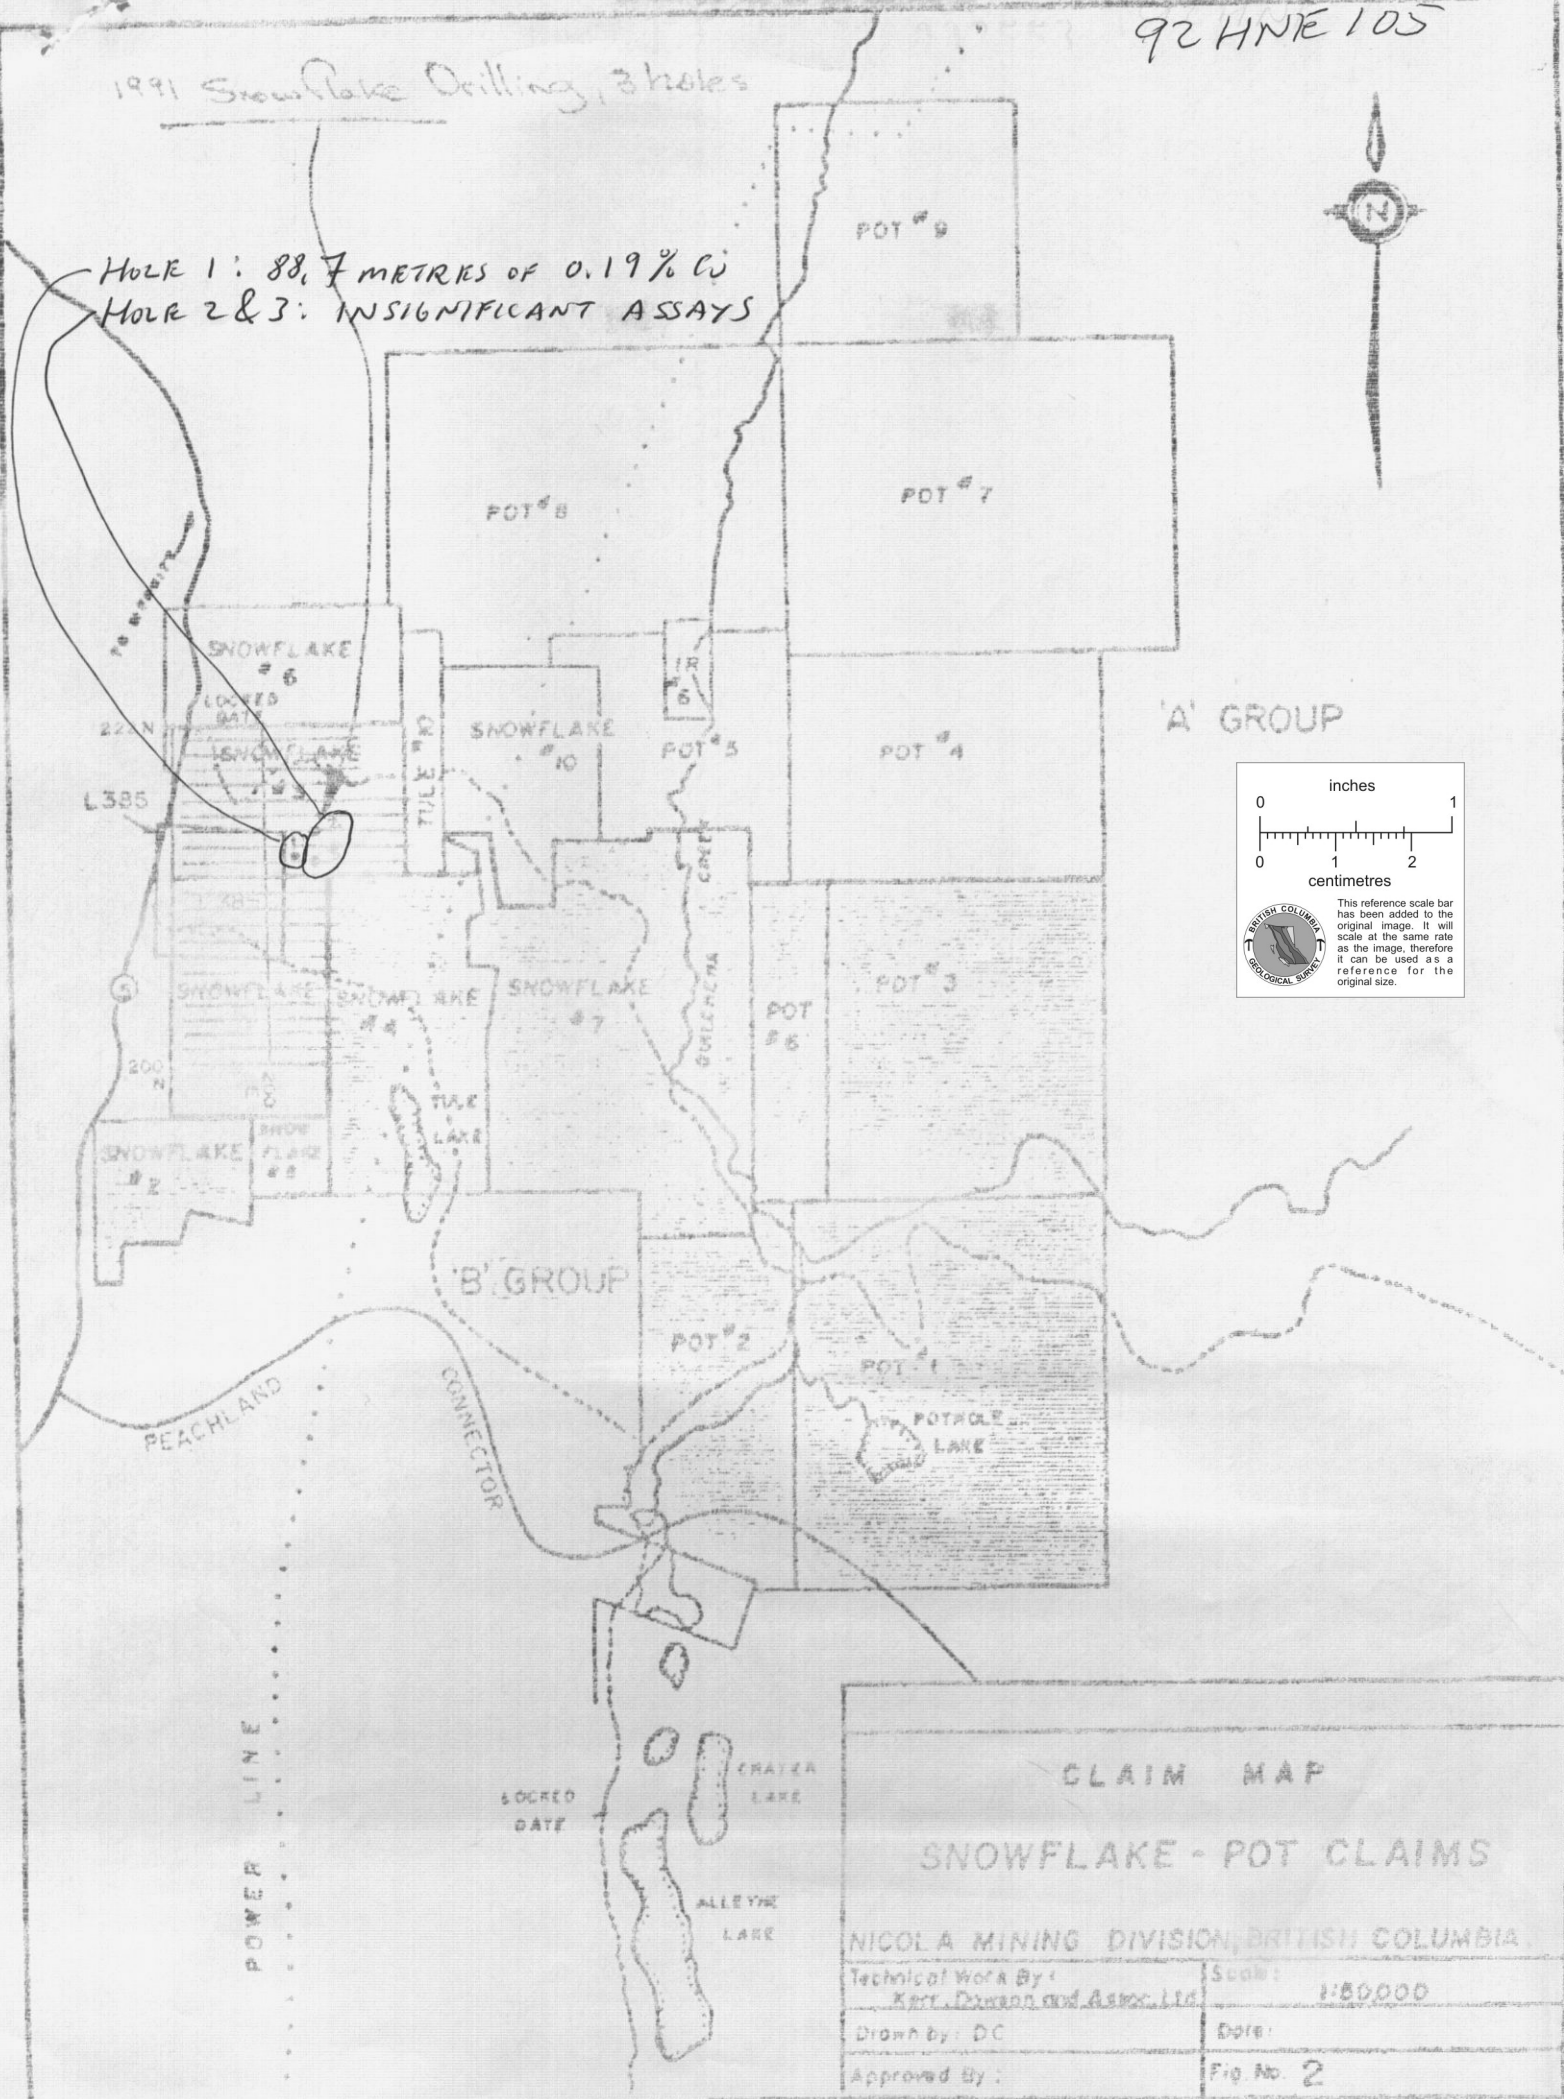 92 HNE 105
1991 Snowflake Drilling, 3 holes
HOLE 1: 88.7 METRES OF 0.19% Cu
HOLE 2 & 3: INSIGNIFICANT ASSAYS
N
POT #9
POT #8
POT #7
SNOWFLAKE
#6
LOCKED
GATE
222 N
SNOWFLAKE
L385
TULE #2
SNOWFLAKE
#10
IR
#6
POT #5
POT #4
'A' GROUP
inches
0 1
0 1 2
centimetres
BRITISH COLUMBIA
GEOLOGICAL SURVEY
This reference scale bar
has been added to the
original image. It will
scale at the same rate
as the image, therefore
it can be used as a
reference for the
original size.
5
SNOWFLAKE
SNOWFLAKE
#4
SNOWFLAKE
#7
CREEK
POT
#6
POT #3
200
N
TULE
LAKE
SNOWFLAKE
#2
SNOW
FLAKE
'B' GROUP
POT #2
POT #1
POTHOLE
LAKE
PEACHLAND
CONNECTOR
POWER LINE
LOCKED
GATE
CRATER
LAKE
ALLEYNE
LAKE
CLAIM MAP
SNOWFLAKE - POT CLAIMS
NICOLA MINING DIVISION, BRITISH COLUMBIA.
Technical Work By:
Kerr, Dawson and Assoc. Ltd.
Scale:
1:50,000
Drawn by: DC
Date:
Approved By:
Fig. No. 2